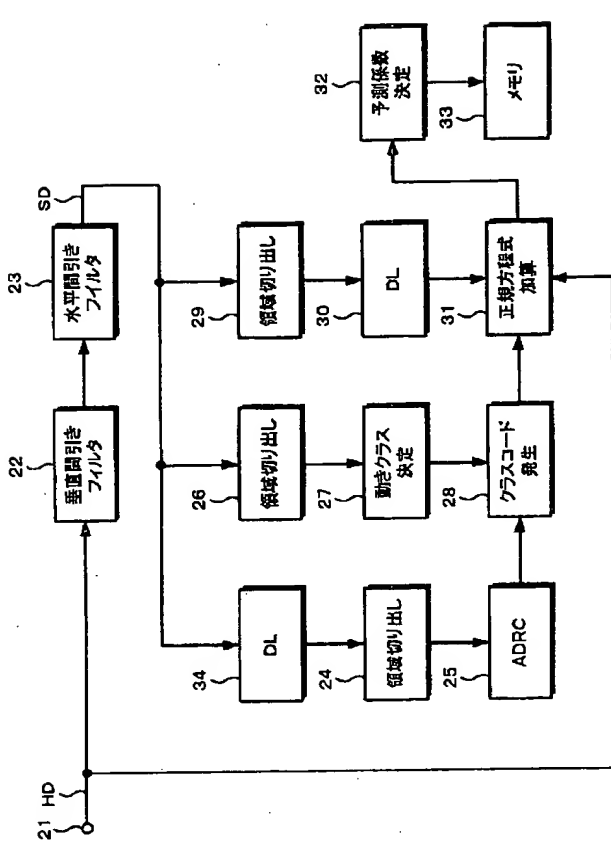 21
HD
22
垂直間引き
フィルタ
23
水平間引き
フィルタ
SD
34
DL
24
領域切り出し
25
ADRC
26
領域切り出し
27
動きクラス
決定
28
クラスコード
発生
29
領域切り出し
30
DL
31
正規方程式
加算
32
予測係数
決定
33
メモリ